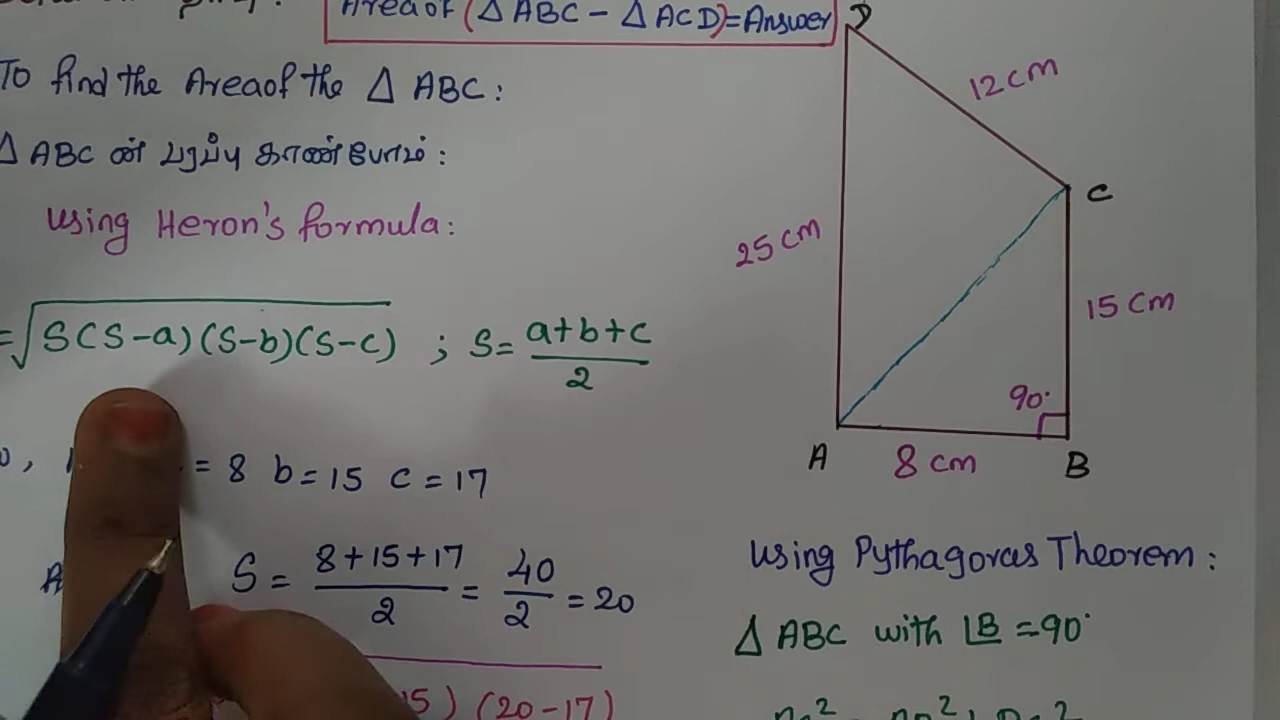 Area of (Δ ABC - Δ ACD) = Answer
To find the Area of the Δ ABC :
Δ ABC ன் பரப்பு காண்போம் :
Using Heron's formula:
= √S(S-a)(S-b)(S-c) ; S = a+b+c / 2
= 8 b = 15 c = 17
S = 8+15+17 / 2 = 40 / 2 = 20
(20-17)
D
12 cm
C
25 cm
15 cm
90°
A 8 cm B
Using Pythagoras Theorem :
Δ ABC with ∟B = 90°